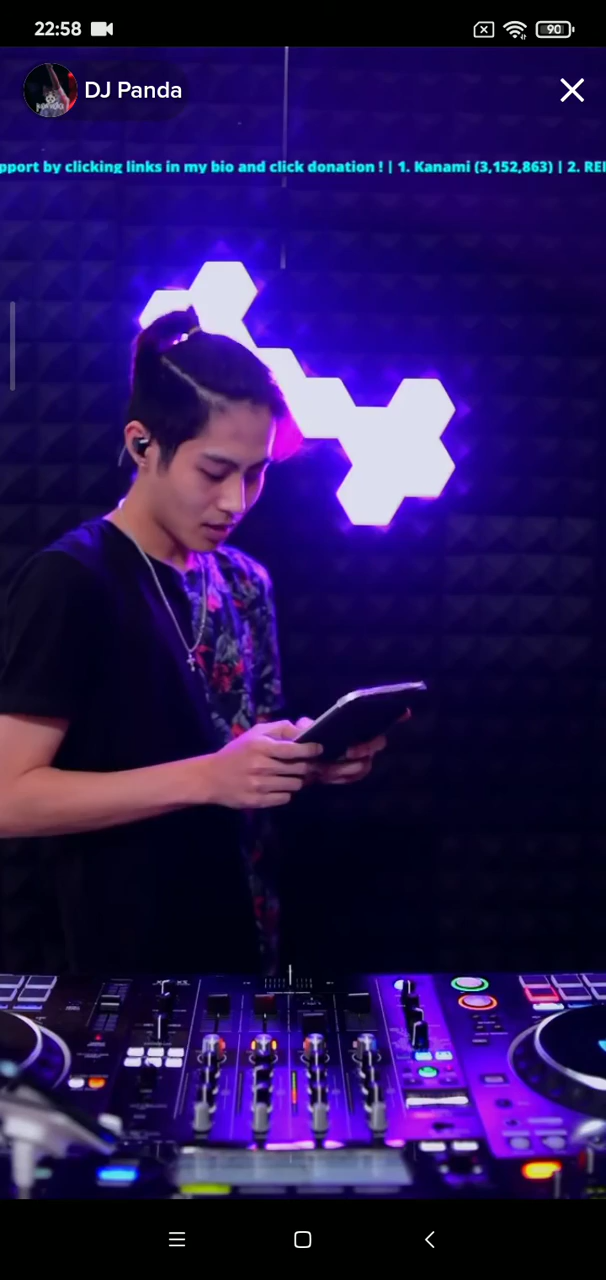 22:58
90
DJ Panda
pport by clicking links in my bio and click donation ! | 1. Kanami (3,152,863) | 2. REI